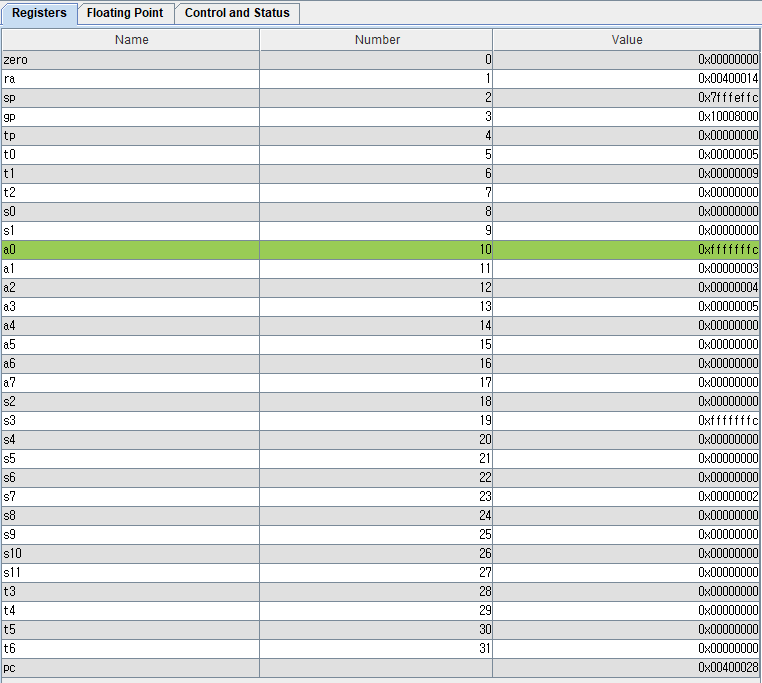 Registers Floating Point Control and Status
Name Number Value
zero 0 0x00000000
ra 1 0x00400014
sp 2 0x7fffeffc
gp 3 0x10008000
tp 4 0x00000000
t0 5 0x00000005
t1 6 0x00000009
t2 7 0x00000000
s0 8 0x00000000
s1 9 0x00000000
a0 10 0xfffffffc
a1 11 0x00000003
a2 12 0x00000004
a3 13 0x00000005
a4 14 0x00000000
a5 15 0x00000000
a6 16 0x00000000
a7 17 0x00000000
s2 18 0x00000000
s3 19 0xfffffffc
s4 20 0x00000000
s5 21 0x00000000
s6 22 0x00000000
s7 23 0x00000002
s8 24 0x00000000
s9 25 0x00000000
s10 26 0x00000000
s11 27 0x00000000
t3 28 0x00000000
t4 29 0x00000000
t5 30 0x00000000
t6 31 0x00000000
pc 0x00400028